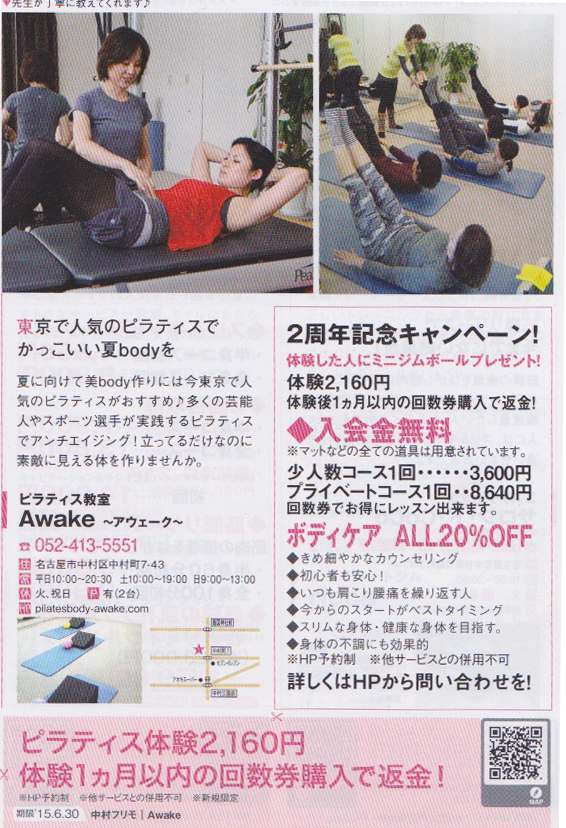 先生が丁寧に教えてくれます♪
東京で人気のピラティスで
かっこいい夏bodyを
夏に向けて美body作りには今東京で人
気のピラティスがおすすめ♪多くの芸能
人やスポーツ選手が実践するピラティス
でアンチエイジング！立ってるだけなのに
素敵に見える体を作りませんか。
ピラティス教室
Awake ～アウェーク～
☎ 052-413-5551
住 名古屋市中村区中村町7-43
営 平日10:00～20:30 土10:00～19:00 日9:00～13:00
休 火、祝日 P 有(2台)
HP pilatesbody-awake.com
2周年記念キャンペーン!
体験した人にミニジムボールプレゼント!
体験2,160円
体験後1ヵ月以内の回数券購入で返金!
◆入会金無料
※マットなどの全ての道具は用意されています。
少人数コース1回‥‥‥3,600円
プライベートコース1回‥8,640円
回数券でお得にレッスン出来ます。
ボディケア ALL20%OFF
◆きめ細やかなカウンセリング
◆初心者も安心!
◆いつも肩こり腰痛を繰り返す人
◆今からのスタートがベストタイミング
◆スリムな身体・健康な身体を目指す。
◆身体の不調にも効果的
※HP予約制 ※他サービスとの併用不可
詳しくはHPから問い合わせを!
ピラティス体験2,160円
体験1ヵ月以内の回数券購入で返金!
※HP予約制 ※他サービスとの併用不可 ※新規限定
期限 '15.6.30 中村フリモ｜Awake
MAP